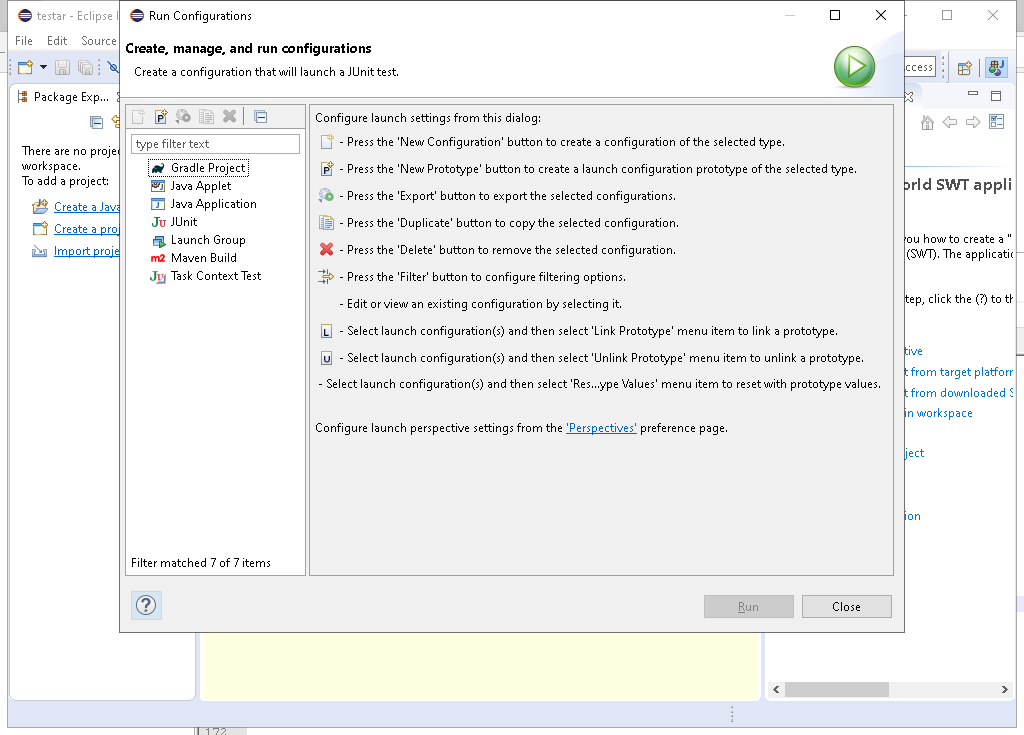 testar - Eclipse
File Edit Source
Package Exp...
There are no
workspace.
To add a project:
Create a Java
Create a
Import
Run Configurations
Create, manage, and run configurations
Create a configuration that will launch a JUnit test.
type filter text
Gradle Project
Java Applet
Java Application
JUnit
Launch Group
Maven Build
Task Context Test
Filter matched 7 of 7 items
Configure launch settings from this dialog:
- Press the 'New Configuration' button to create a configuration of the selected type.
- Press the 'New Prototype' button to create a launch configuration prototype of the selected type.
- Press the 'Export' button to export the selected configurations.
- Press the 'Duplicate' button to copy the selected configuration.
- Press the 'Delete' button to remove the selected configuration.
- Press the 'Filter' button to configure filtering options.
- Edit or view an existing configuration by selecting it.
- Select launch configuration(s) and then select 'Link Prototype' menu item to link a prototype.
- Select launch configuration(s) and then select 'Unlink Prototype' menu item to unlink a prototype.
- Select launch configuration(s) and then select 'Res...ype Values' menu item to reset with prototype values.
Configure launch perspective settings from the 'Perspectives' preference page.
Run
Close
ccess
orld SWT appli
you how to create a "
(SWT). The applicatio
tep, click the (?) to th
tive
t from target platform
t from downloaded S
in workspace
ject
ion
172